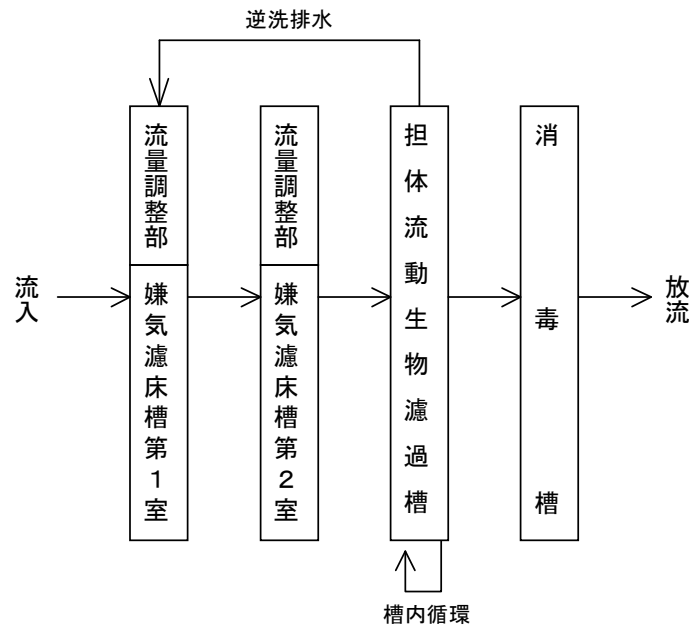 逆洗排水
流入
流量調整部
嫌気濾床槽第1室
流量調整部
嫌気濾床槽第2室
担体流動生物濾過槽
消毒槽
放流
槽内循環